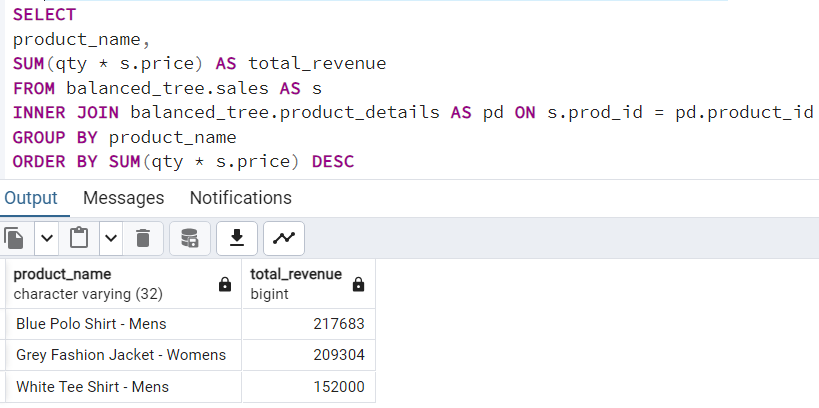 SELECT
product_name,
SUM(qty * s.price) AS total_revenue
FROM balanced_tree.sales AS s
INNER JOIN balanced_tree.product_details AS pd ON s.prod_id = pd.product_id
GROUP BY product_name
ORDER BY SUM(qty * s.price) DESC
Output Messages Notifications
product_name total_revenue
character varying (32) bigint
Blue Polo Shirt - Mens 217683
Grey Fashion Jacket - Womens 209304
White Tee Shirt - Mens 152000